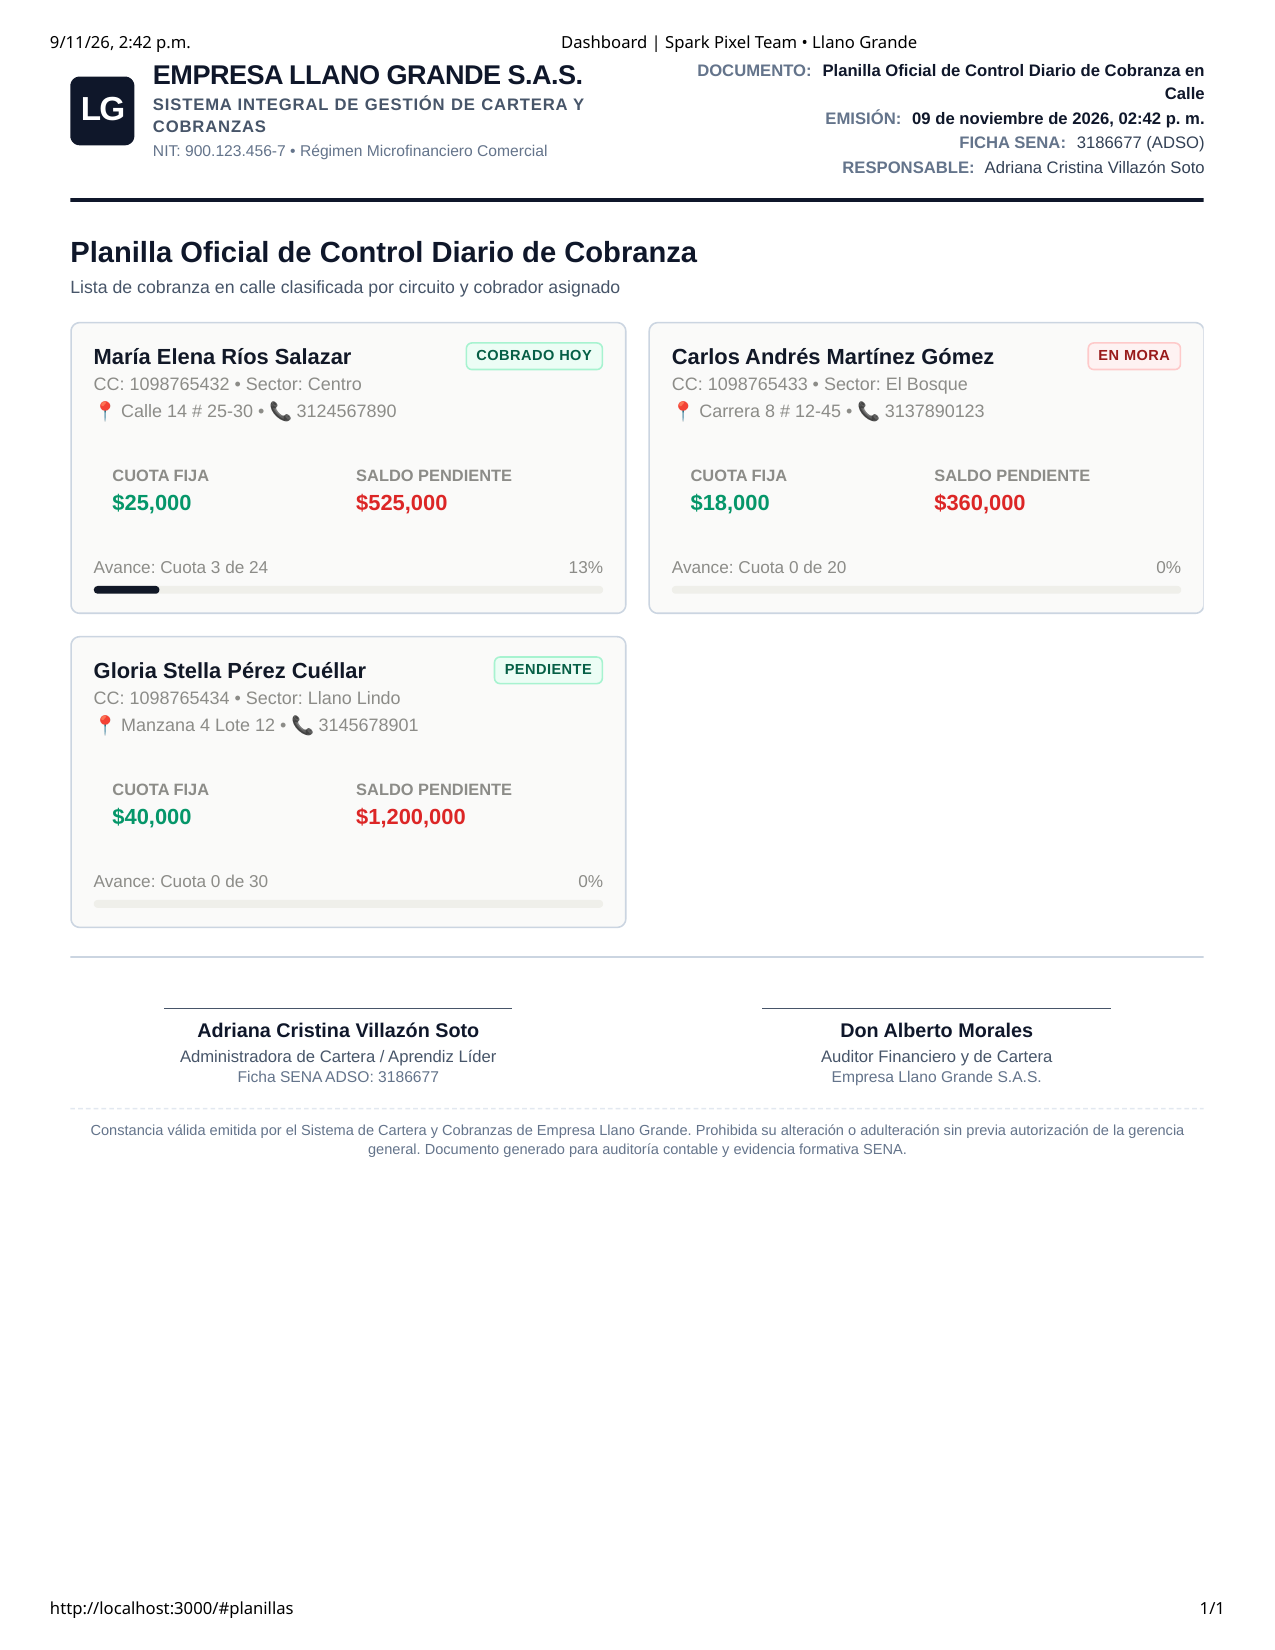 9/11/26, 2:42 p.m.
Dashboard | Spark Pixel Team • Llano Grande
LG
EMPRESA LLANO GRANDE S.A.S.
SISTEMA INTEGRAL DE GESTIÓN DE CARTERA Y
COBRANZAS
NIT: 900.123.456-7 • Régimen Microfinanciero Comercial
DOCUMENTO: Planilla Oficial de Control Diario de Cobranza en
Calle
EMISIÓN: 09 de noviembre de 2026, 02:42 p. m.
FICHA SENA: 3186677 (ADSO)
RESPONSABLE: Adriana Cristina Villazón Soto
Planilla Oficial de Control Diario de Cobranza
Lista de cobranza en calle clasificada por circuito y cobrador asignado
María Elena Ríos Salazar
COBRADO HOY
CC: 1098765432 • Sector: Centro
📍 Calle 14 # 25-30 • 📞 3124567890
CUOTA FIJA
SALDO PENDIENTE
$25,000
$525,000
Avance: Cuota 3 de 24
13%
Carlos Andrés Martínez Gómez
EN MORA
CC: 1098765433 • Sector: El Bosque
📍 Carrera 8 # 12-45 • 📞 3137890123
CUOTA FIJA
SALDO PENDIENTE
$18,000
$360,000
Avance: Cuota 0 de 20
0%
Gloria Stella Pérez Cuéllar
PENDIENTE
CC: 1098765434 • Sector: Llano Lindo
📍 Manzana 4 Lote 12 • 📞 3145678901
CUOTA FIJA
SALDO PENDIENTE
$40,000
$1,200,000
Avance: Cuota 0 de 30
0%
Adriana Cristina Villazón Soto
Administradora de Cartera / Aprendiz Líder
Ficha SENA ADSO: 3186677
Don Alberto Morales
Auditor Financiero y de Cartera
Empresa Llano Grande S.A.S.
Constancia válida emitida por el Sistema de Cartera y Cobranzas de Empresa Llano Grande. Prohibida su alteración o adulteración sin previa autorización de la gerencia
general. Documento generado para auditoría contable y evidencia formativa SENA.
http://localhost:3000/#planillas
1/1